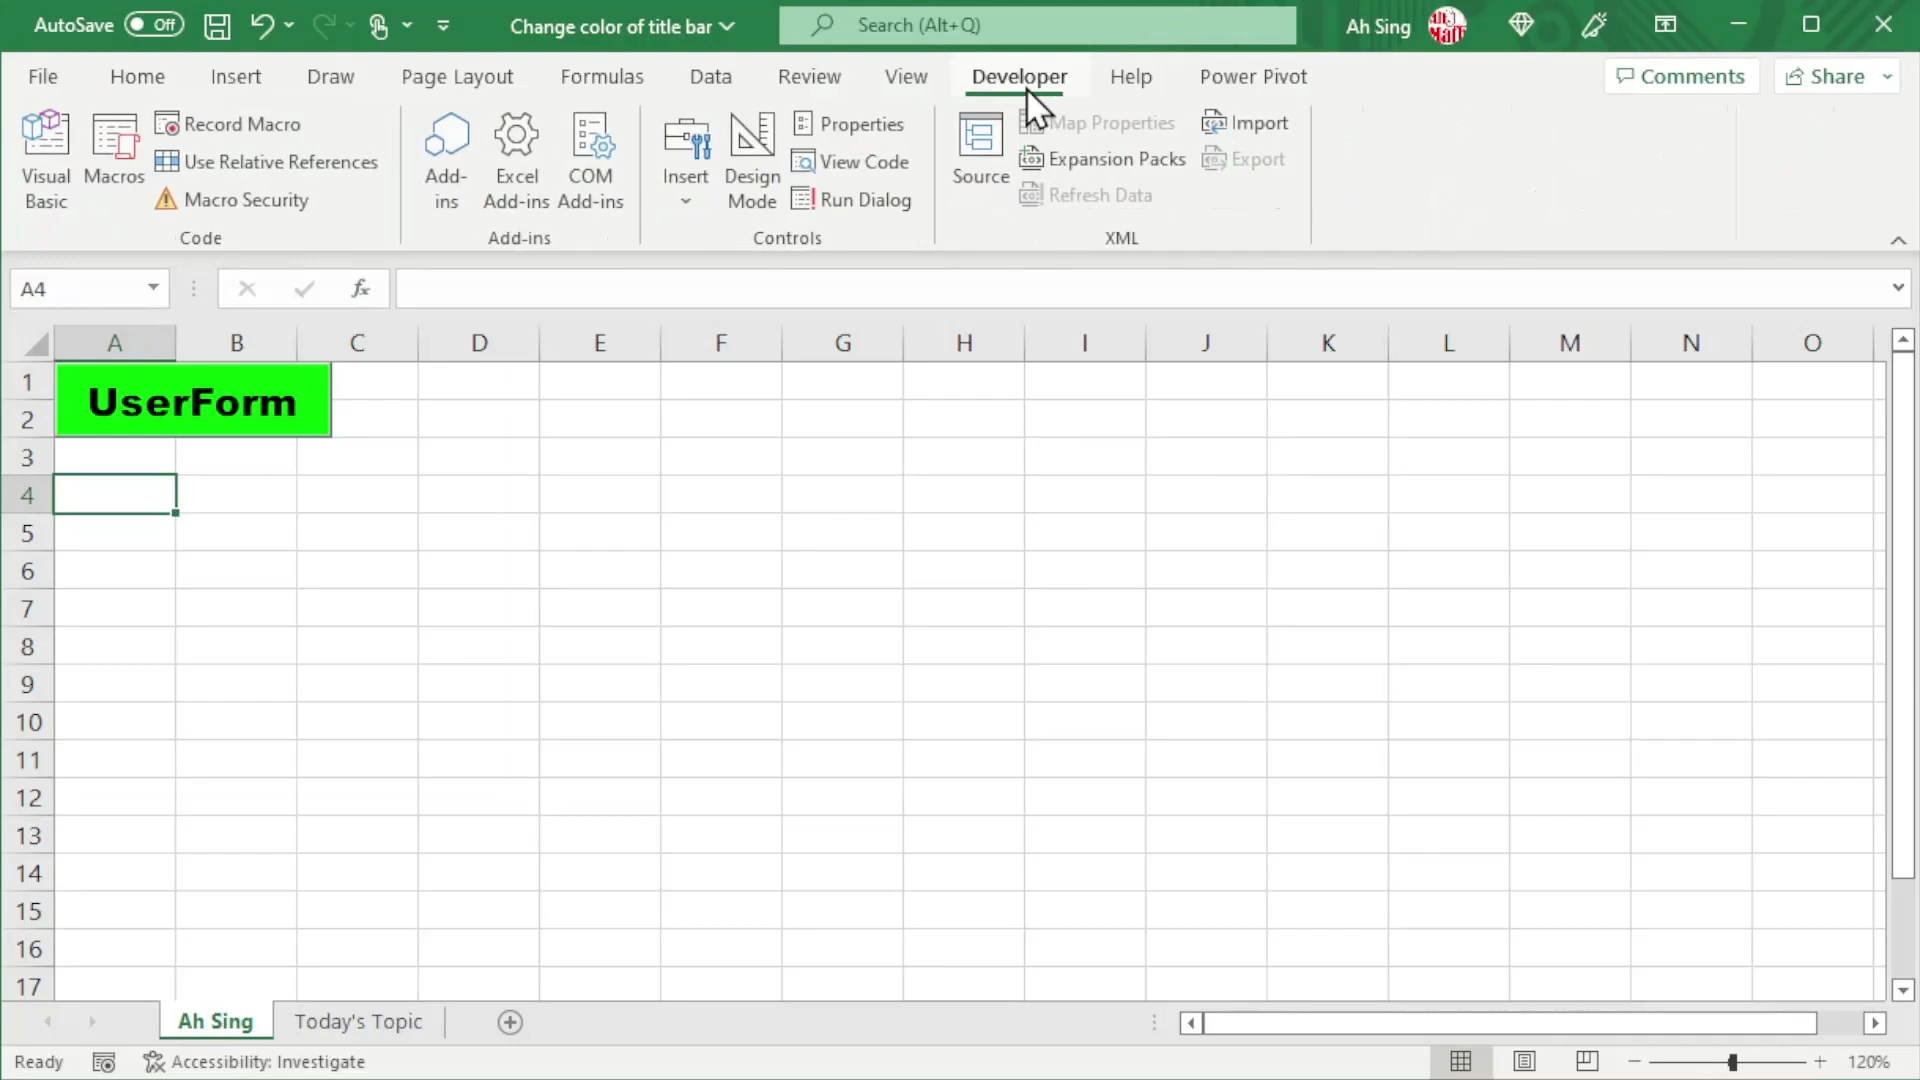 AutoSave Off Change color of title bar Search (Alt+Q) Ah Sing
File Home Insert Draw Page Layout Formulas Data Review View Developer Help Power Pivot Comments Share
Visual Basic
Macros
Record Macro
Use Relative References
Macro Security
Code
Add-ins
Excel Add-ins
COM Add-ins
Add-ins
Insert
Design Mode
Properties
View Code
Run Dialog
Controls
Source
Map Properties
Expansion Packs
Refresh Data
Import
Export
XML
A4 fx
A B C D E F G H I J K L M N O
1
UserForm
2
3
4
5
6
7
8
9
10
11
12
13
14
15
16
17
Ah Sing Today's Topic
Ready Accessibility: Investigate 120%